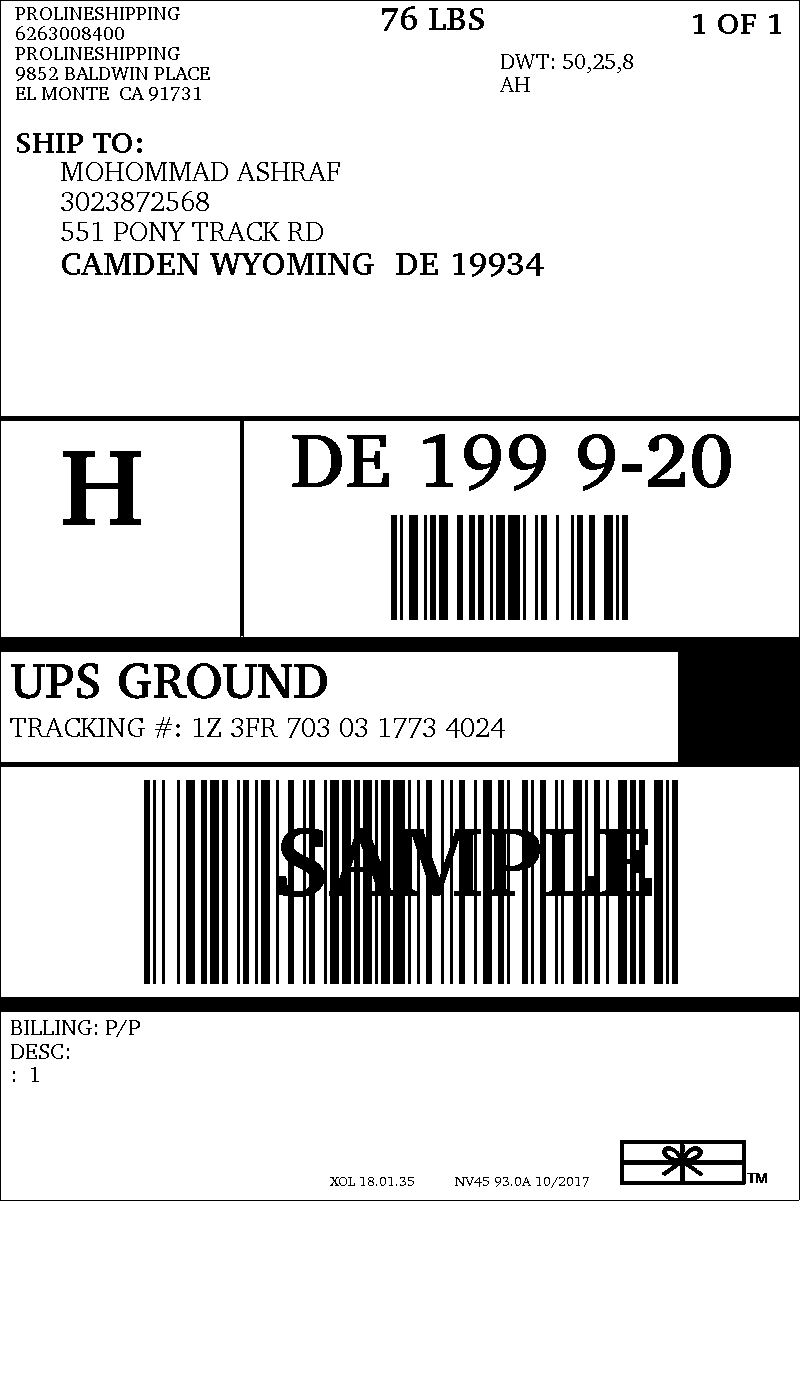 PROLINESHIPPING
6263008400
PROLINESHIPPING
9852 BALDWIN PLACE
EL MONTE CA 91731
76 LBS
1 OF 1
DWT: 50,25,8
AH
SHIP TO:
MOHOMMAD ASHRAF
3023872568
551 PONY TRACK RD
CAMDEN WYOMING DE 19934
H
DE 199 9-20
UPS GROUND
TRACKING #: 1Z 3FR 703 03 1773 4024
SAMPLE
BILLING: P/P
DESC:
: 1
XOL 18.01.35 NV45 93.0A 10/2017
TM